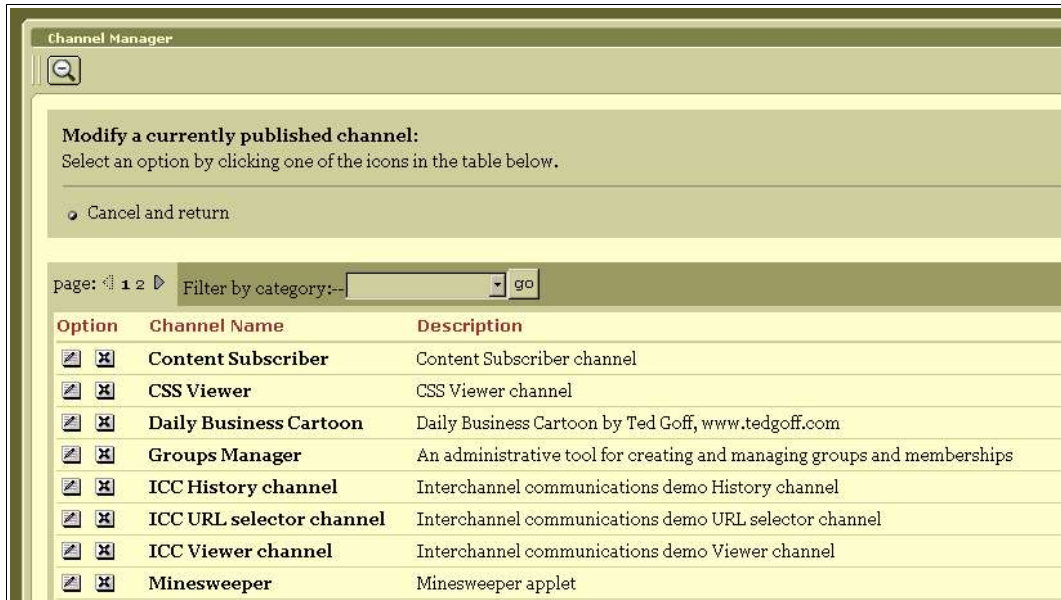 Channel Manager
Modify a currently published channel:
Select an option by clicking one of the icons in the table below.
Cancel and return
page: 1 2 Filter by category:-- go
Option Channel Name Description
Content Subscriber Content Subscriber channel
CSS Viewer CSS Viewer channel
Daily Business Cartoon Daily Business Cartoon by Ted Goff, www.tedgoff.com
Groups Manager An administrative tool for creating and managing groups and memberships
ICC History channel Interchannel communications demo History channel
ICC URL selector channel Interchannel communications demo URL selector channel
ICC Viewer channel Interchannel communications demo Viewer channel
Minesweeper Minesweeper applet